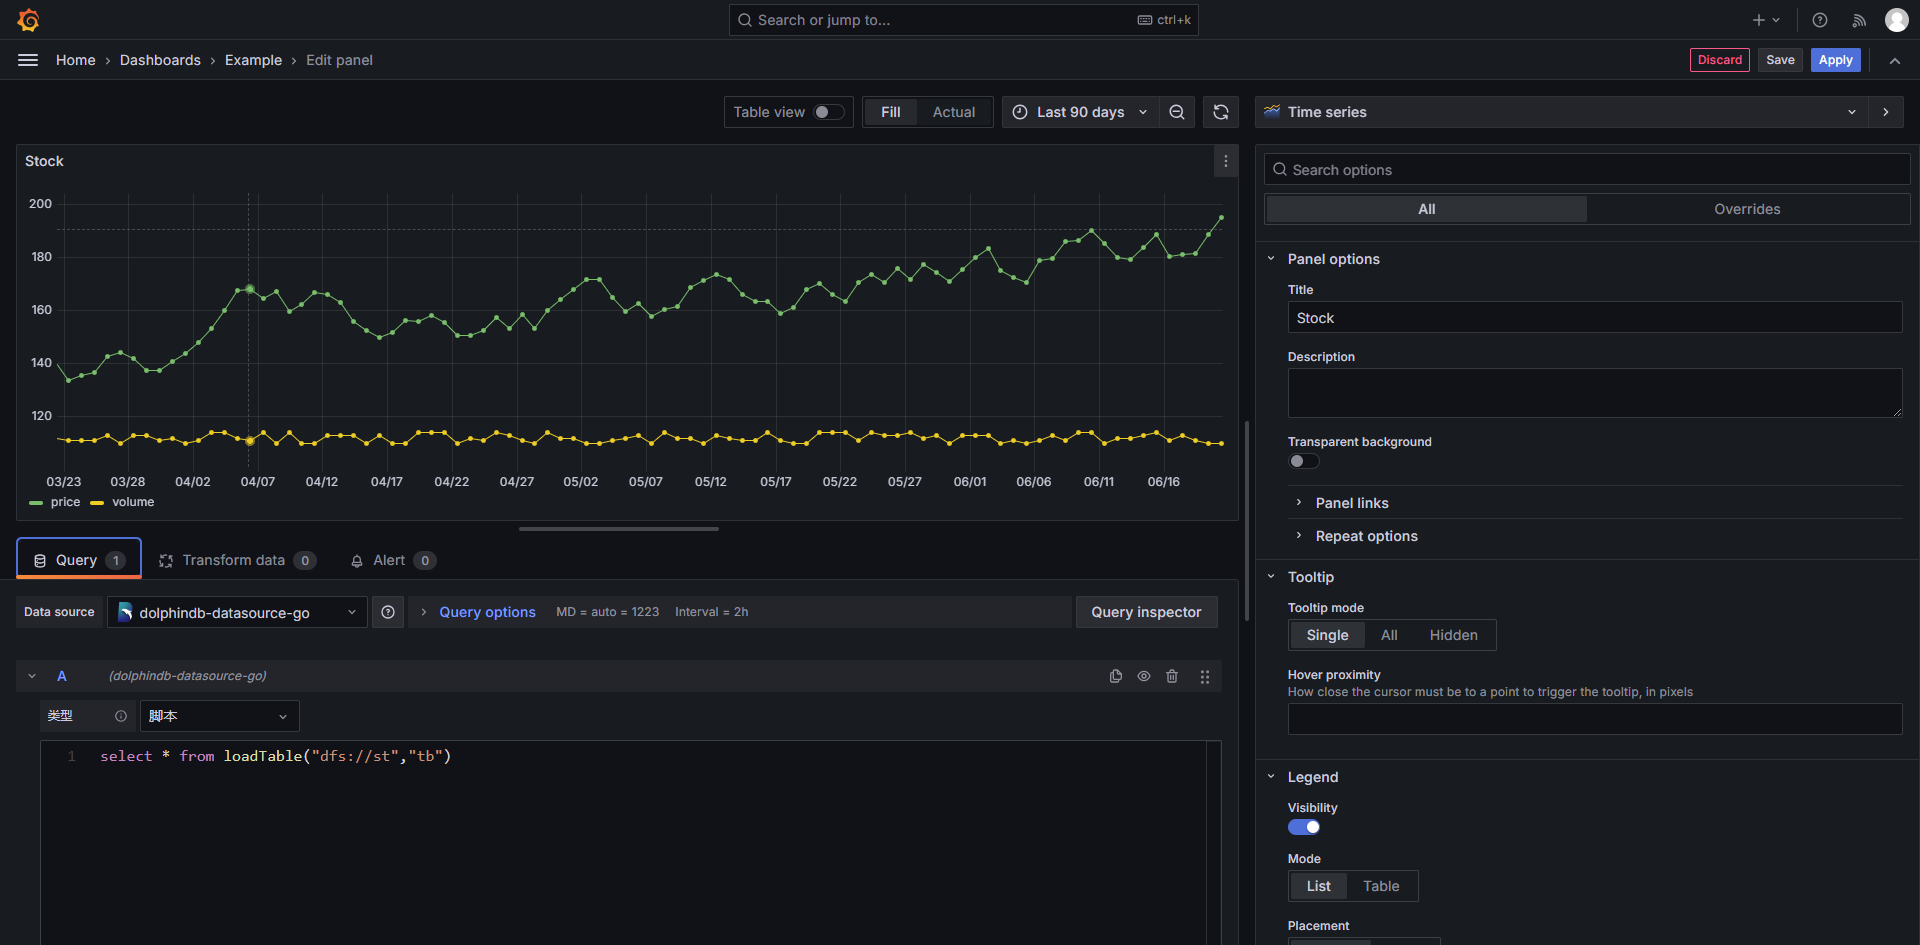 Search or jump to...
ctrl+k
Home › Dashboards › Example › Edit panel
Discard
Save
Apply
Table view
Fill
Actual
Last 90 days
Time series
Stock
200
180
160
140
120
03/23 03/28 04/02 04/07 04/12 04/17 04/22 04/27 05/02 05/07 05/12 05/17 05/22 05/27 06/01 06/06 06/11 06/16
price volume
Query 1
Transform data 0
Alert 0
Data source
dolphindb-datasource-go
Query options MD = auto = 1223 Interval = 2h
Query inspector
A (dolphindb-datasource-go)
类型
脚本
1 select * from loadTable("dfs://st","tb")
Search options
All
Overrides
Panel options
Title
Stock
Description
Transparent background
Panel links
Repeat options
Tooltip
Tooltip mode
Single All Hidden
Hover proximity
How close the cursor must be to a point to trigger the tooltip, in pixels
Legend
Visibility
Mode
List Table
Placement